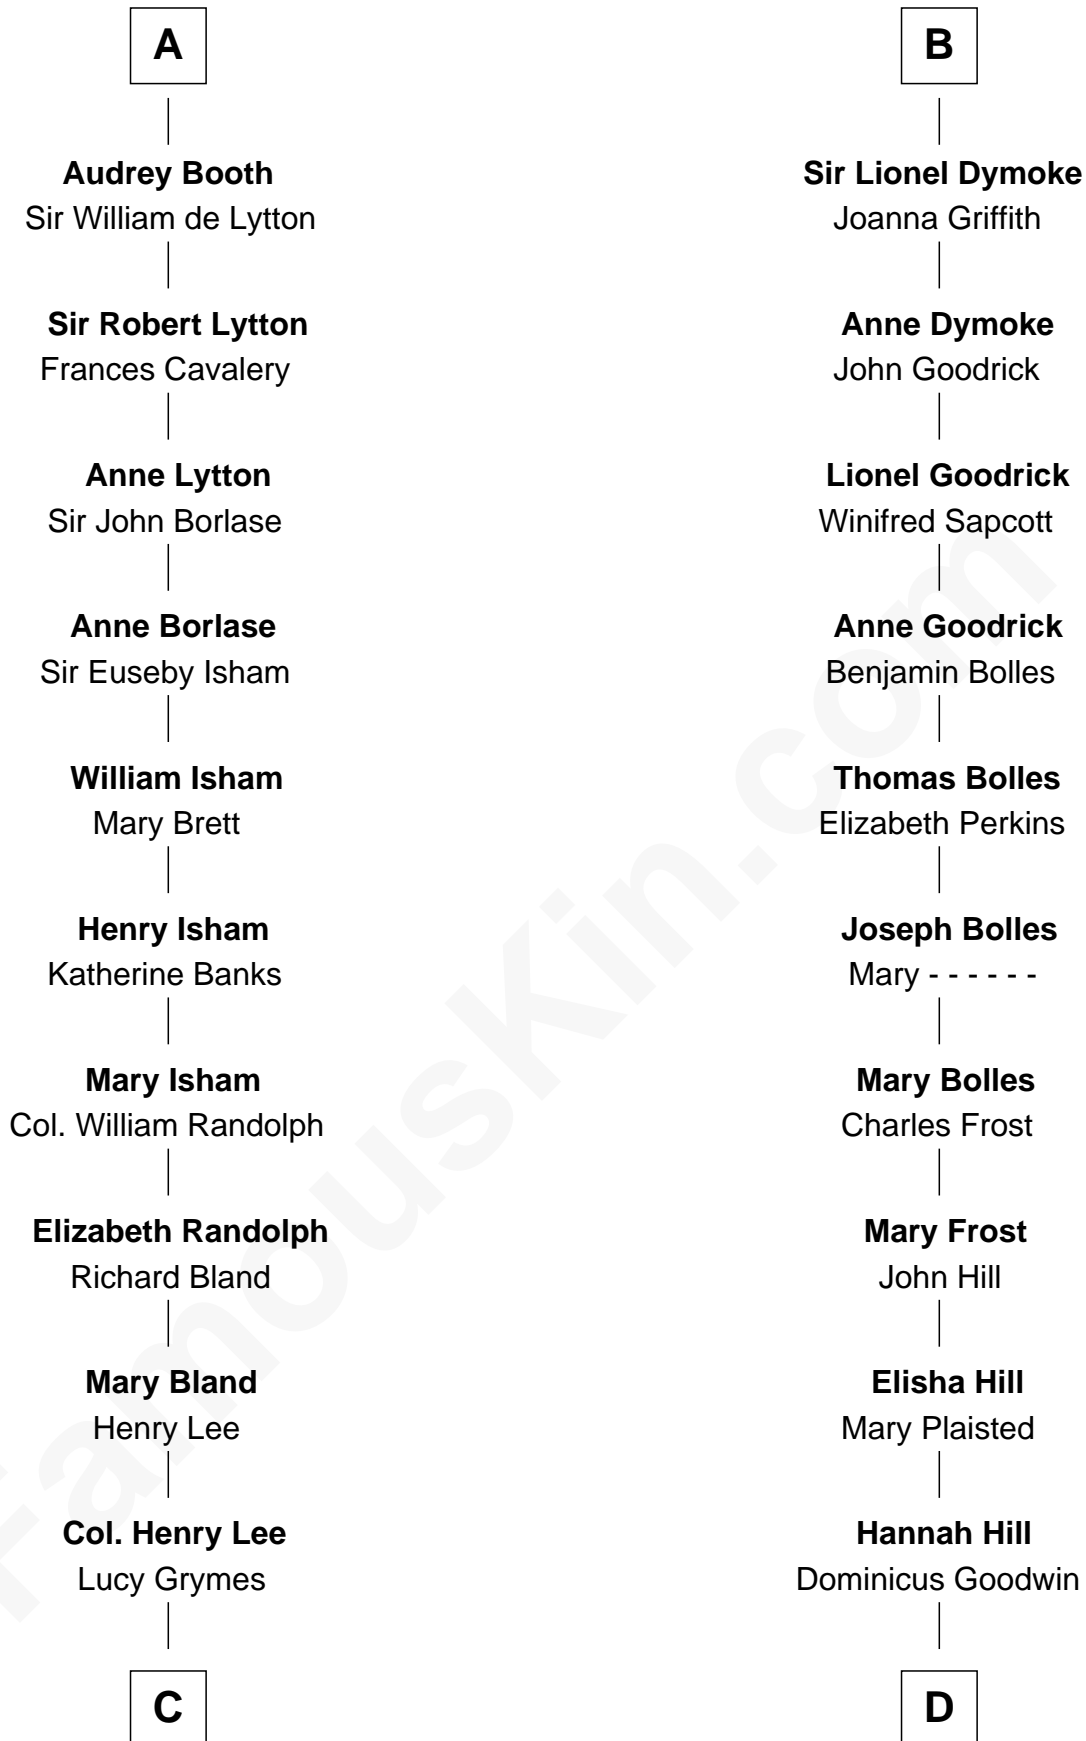 A
Audrey Booth
Sir William de Lytton
Sir Robert Lytton
Frances Cavalery
Anne Lytton
Sir John Borlase
Anne Borlase
Sir Euseby Isham
William Isham
Mary Brett
Henry Isham
Katherine Banks
Mary Isham
Col. William Randolph
Elizabeth Randolph
Richard Bland
Mary Bland
Henry Lee
Col. Henry Lee
Lucy Grymes
C
B
Sir Lionel Dymoke
Joanna Griffith
Anne Dymoke
John Goodrick
Lionel Goodrick
Winifred Sapcott
Anne Goodrick
Benjamin Bolles
Thomas Bolles
Elizabeth Perkins
Joseph Bolles
Mary - - - - - -
Mary Bolles
Charles Frost
Mary Frost
John Hill
Elisha Hill
Mary Plaisted
Hannah Hill
Dominicus Goodwin
D
FamousKin.com